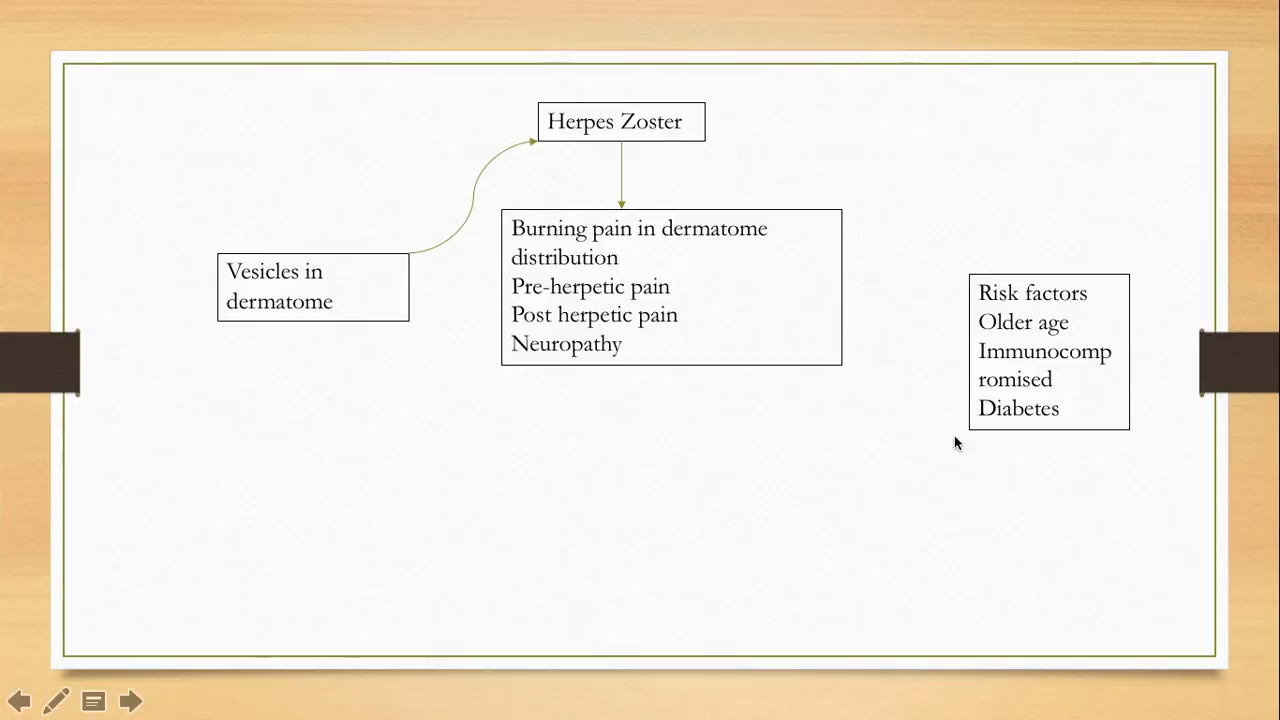 Herpes Zoster
Vesicles in
dermatome
Burning pain in dermatome
distribution
Pre-herpetic pain
Post herpetic pain
Neuropathy
Risk factors
Older age
Immunocomp
romised
Diabetes